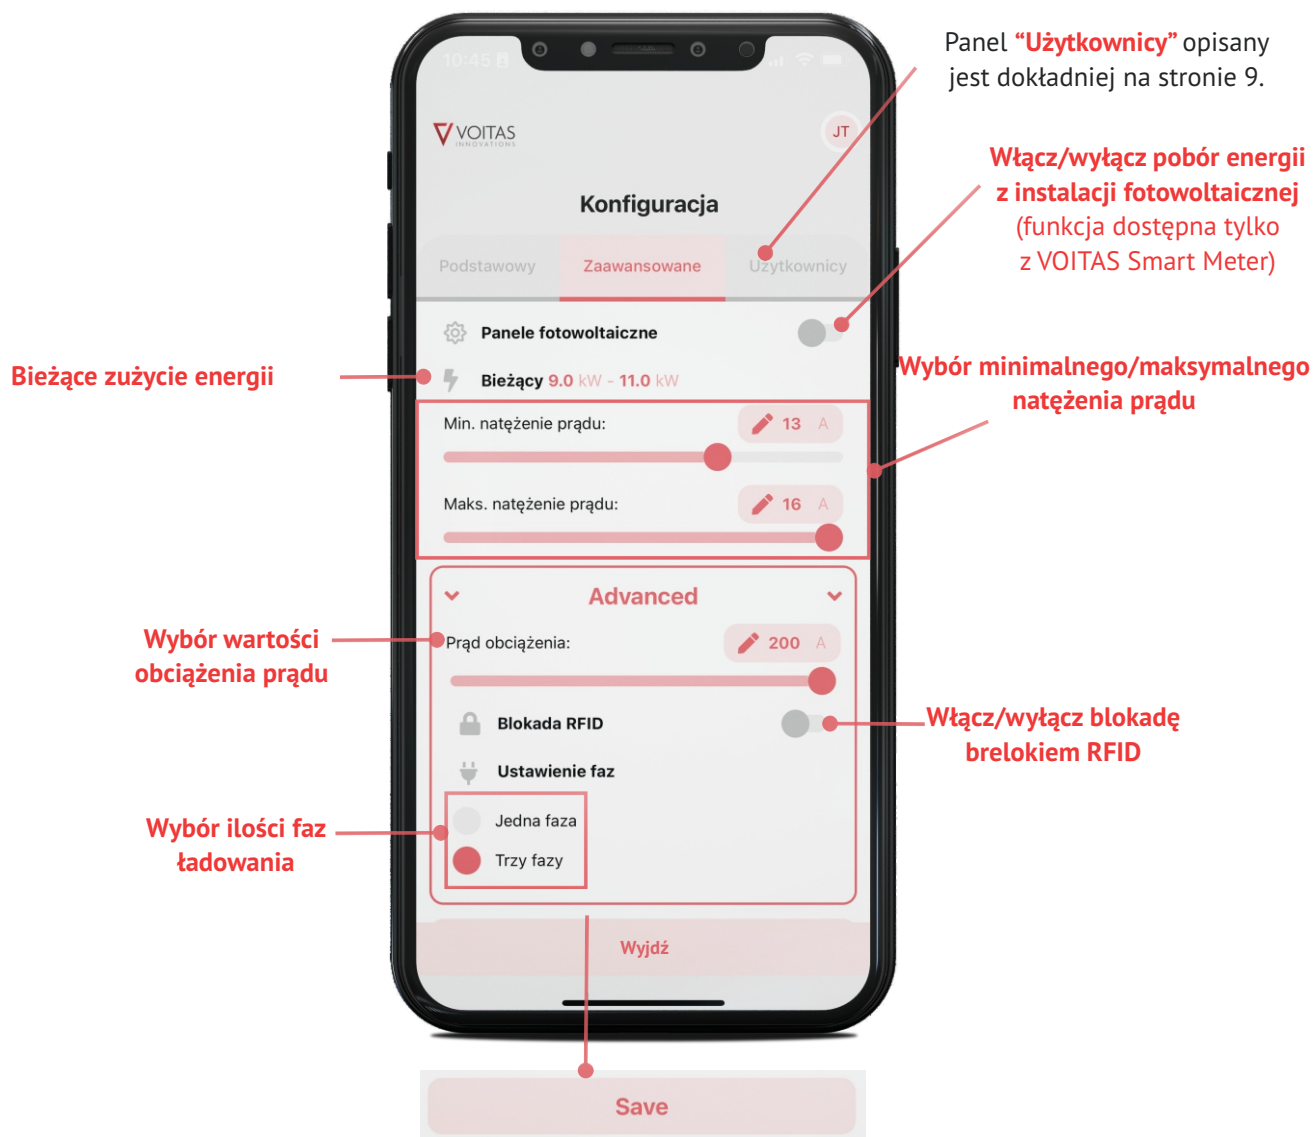 Panel “Użytkownicy” opisany
jest dokładniej na stronie 9.
10:45
VOITAS
INNOVATIONS
JT
Włącz/wyłącz pobór energii
z instalacji fotowoltaicznej
(funkcja dostępna tylko
z VOITAS Smart Meter)
Konfiguracja
Podstawowy Zaawansowane Użytkownicy
Panele fotowoltaiczne
Bieżące zużycie energii
Bieżący 9.0 kW - 11.0 kW
Wybór minimalnego/maksymalnego
natężenia prądu
Min. natężenie prądu: 13 A
Maks. natężenie prądu: 16 A
Advanced
Wybór wartości
obciążenia prądu
Prąd obciążenia: 200 A
Blokada RFID
Włącz/wyłącz blokadę
brelokiem RFID
Ustawienie faz
Wybór ilości faz
ładowania
Jedna faza
Trzy fazy
Wyjdź
Save